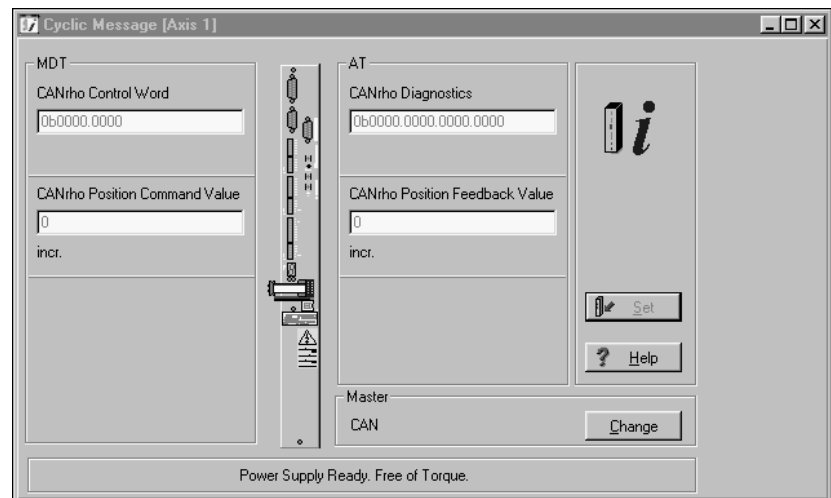 Cyclic Message [Axis 1]
MDT
CANrho Control Word
0b0000.0000
CANrho Position Command Value
0
incr.
AT
CANrho Diagnostics
0b0000.0000.0000.0000
CANrho Position Feedback Value
0
incr.
i
Set
Help
Master
CAN
Change
Power Supply Ready. Free of Torque.